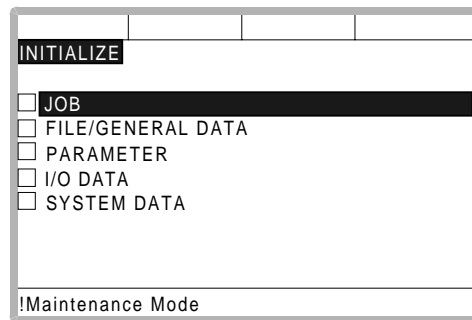 INITIALIZE
JOB
FILE/GENERAL DATA
PARAMETER
I/O DATA
SYSTEM DATA
!Maintenance Mode